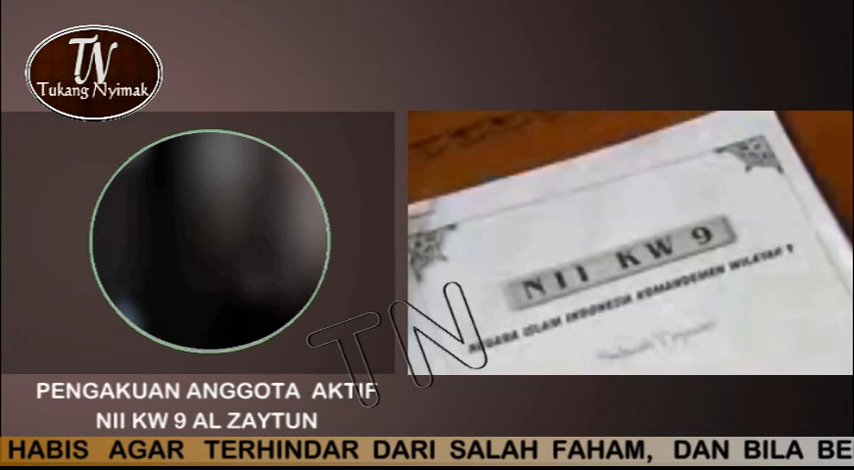 TN
Tukang Nyimak
NII KW 9
NEGARA ISLAM INDONESIA KOMANDEMEN WILAYAH 9
TN
PENGAKUAN ANGGOTA AKTIF
NII KW 9 AL ZAYTUN
HABIS AGAR TERHINDAR DARI SALAH FAHAM, DAN BILA BE